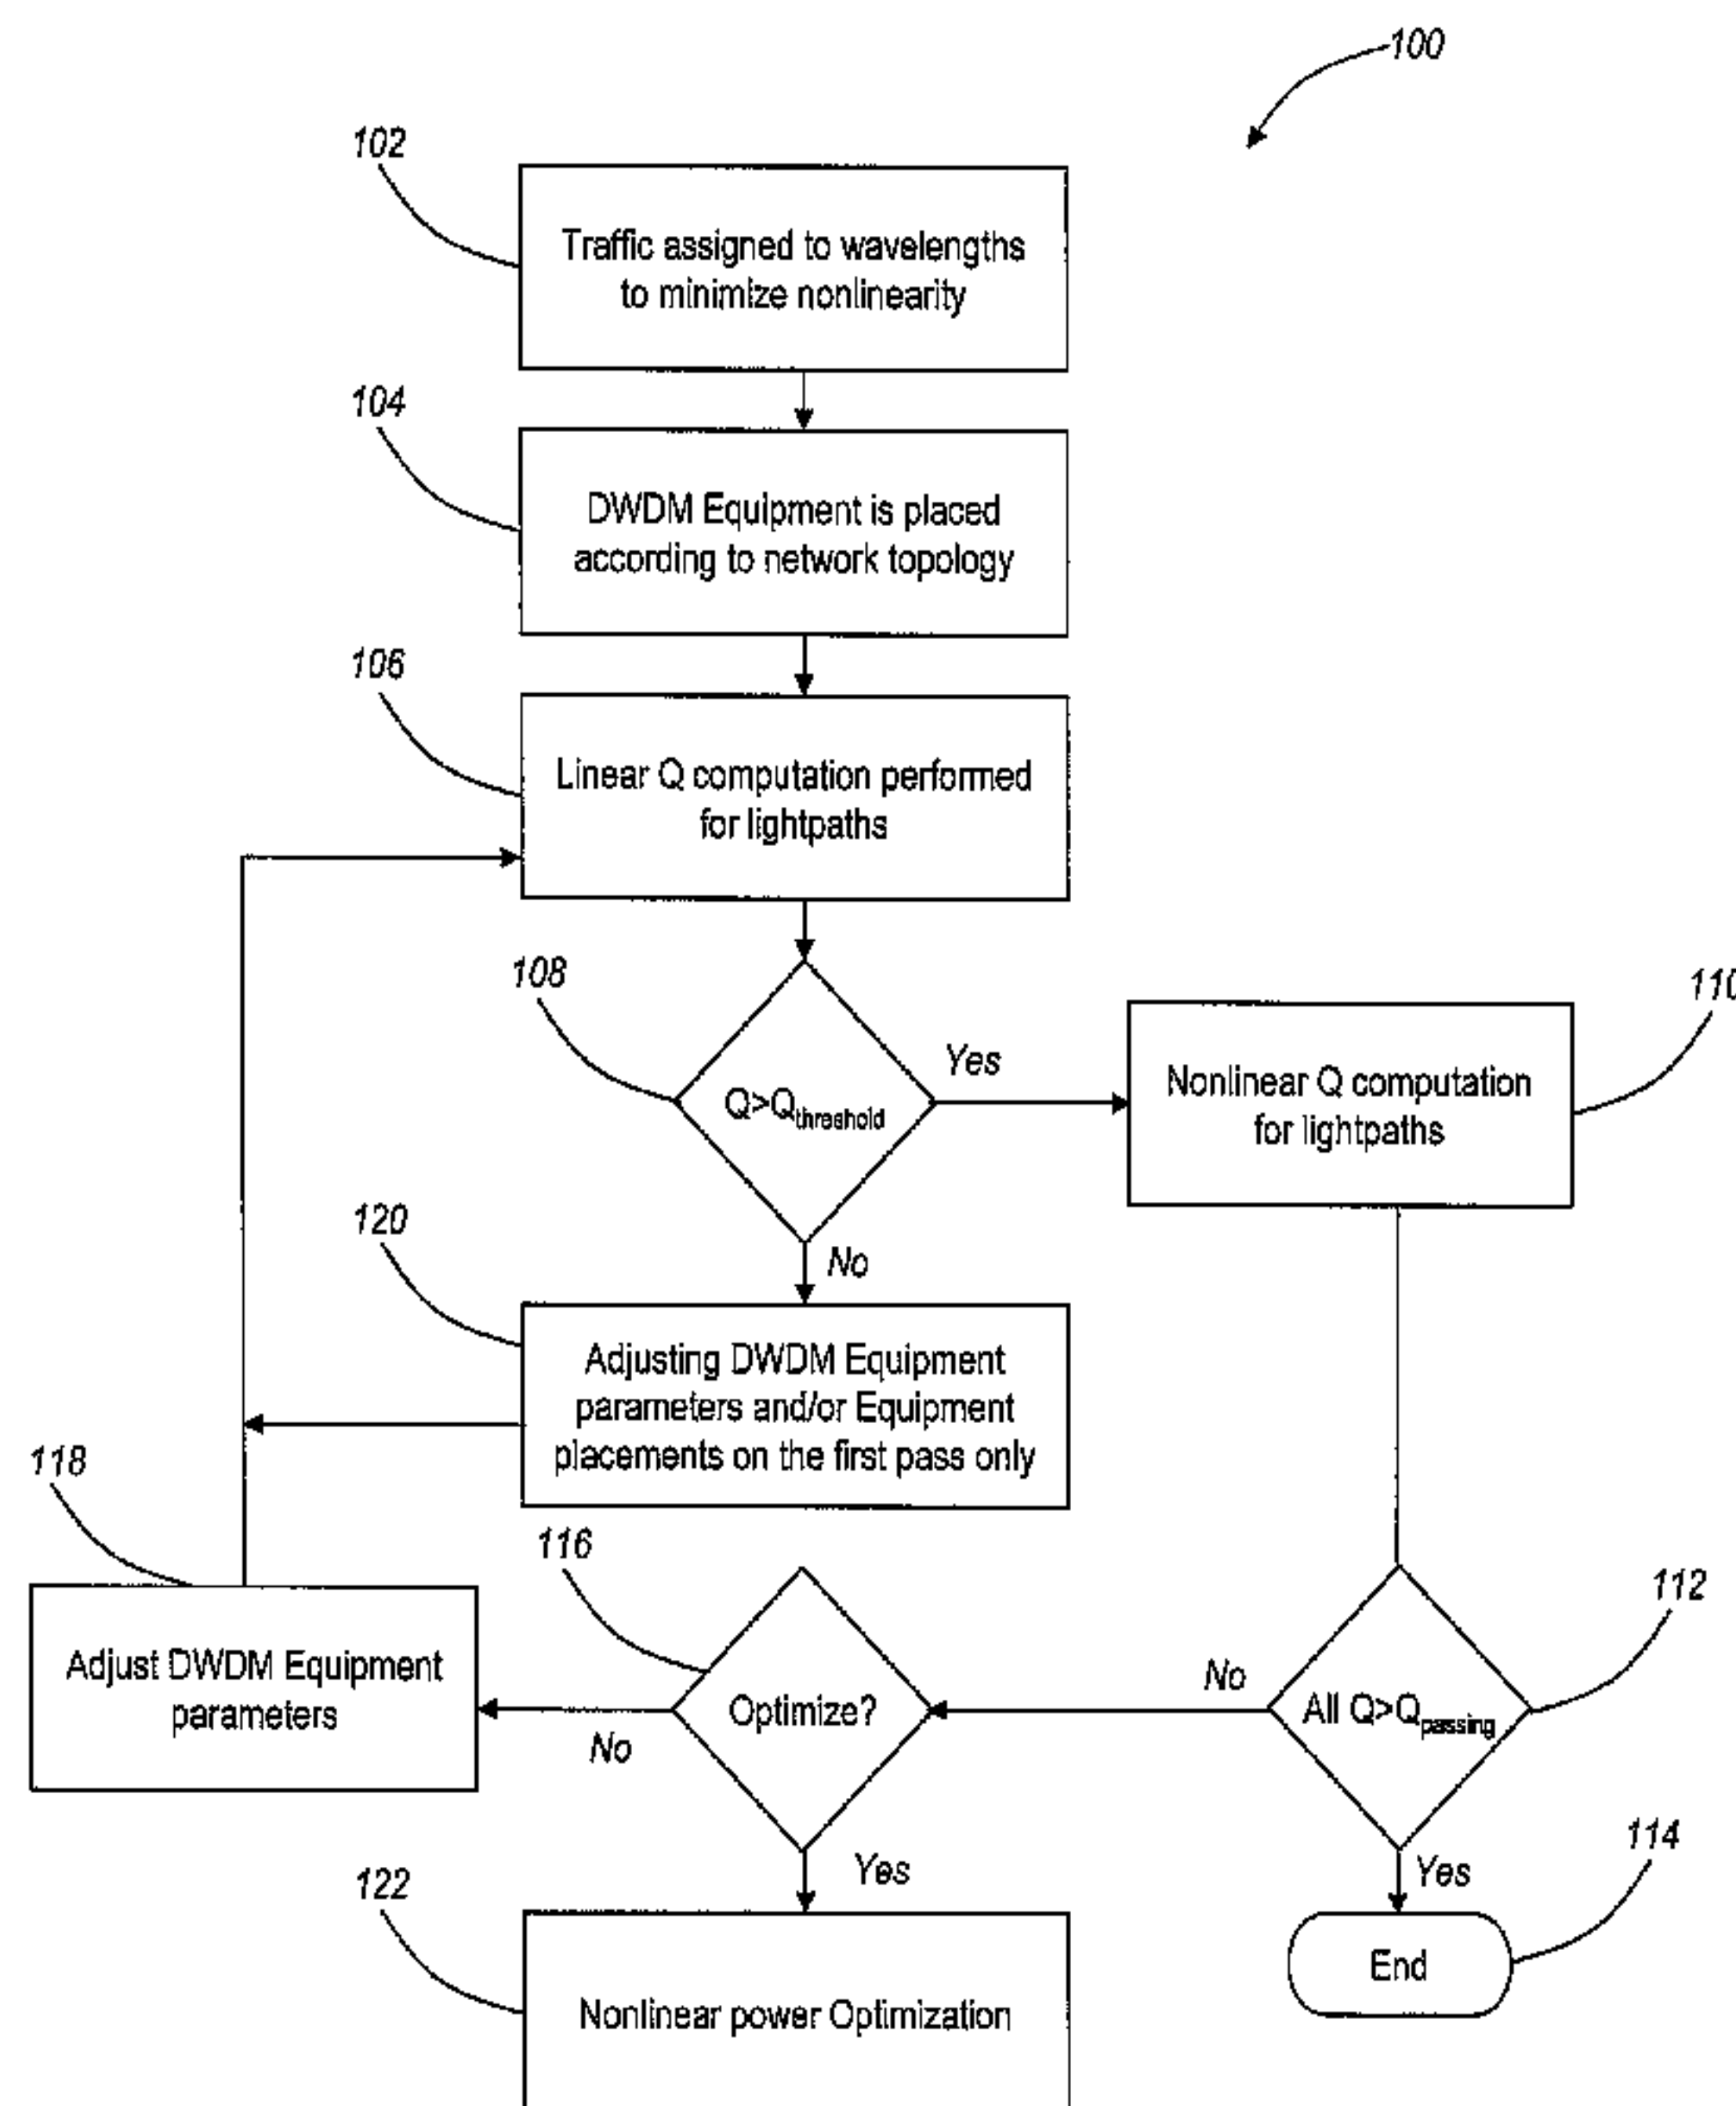 100
102
Traffic assigned to wavelengths
to minimize nonlinearity
104
DWDM Equipment is placed
according to network topology
106
Linear Q computation performed
for lightpaths
108
Q>Qthreshold
Yes
110
Nonlinear Q computation
for lightpaths
No
120
Adjusting DWDM Equipment
parameters and/or Equipment
placements on the first pass only
118
Adjust DWDM Equipment
parameters
116
Optimize?
No
No
112
All Q>Qpassing
Yes
Yes
114
End
122
Nonlinear power Optimization